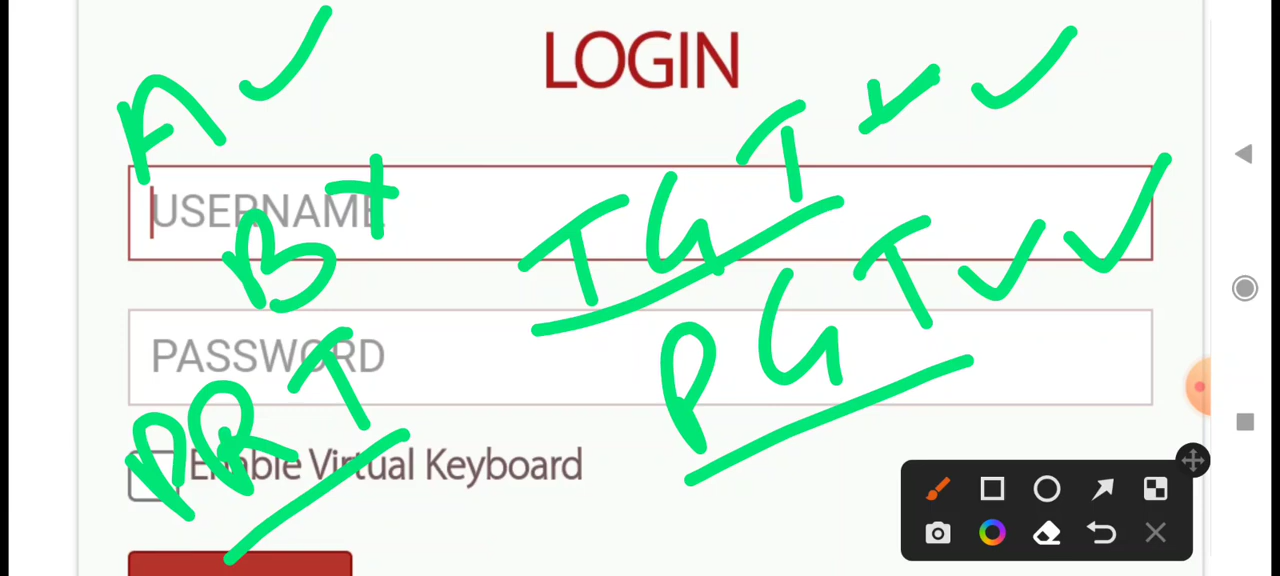 LOGIN
A
TGT
USERNAME
B+
PGT
PASSWORD
PRT
Enable Virtual Keyboard